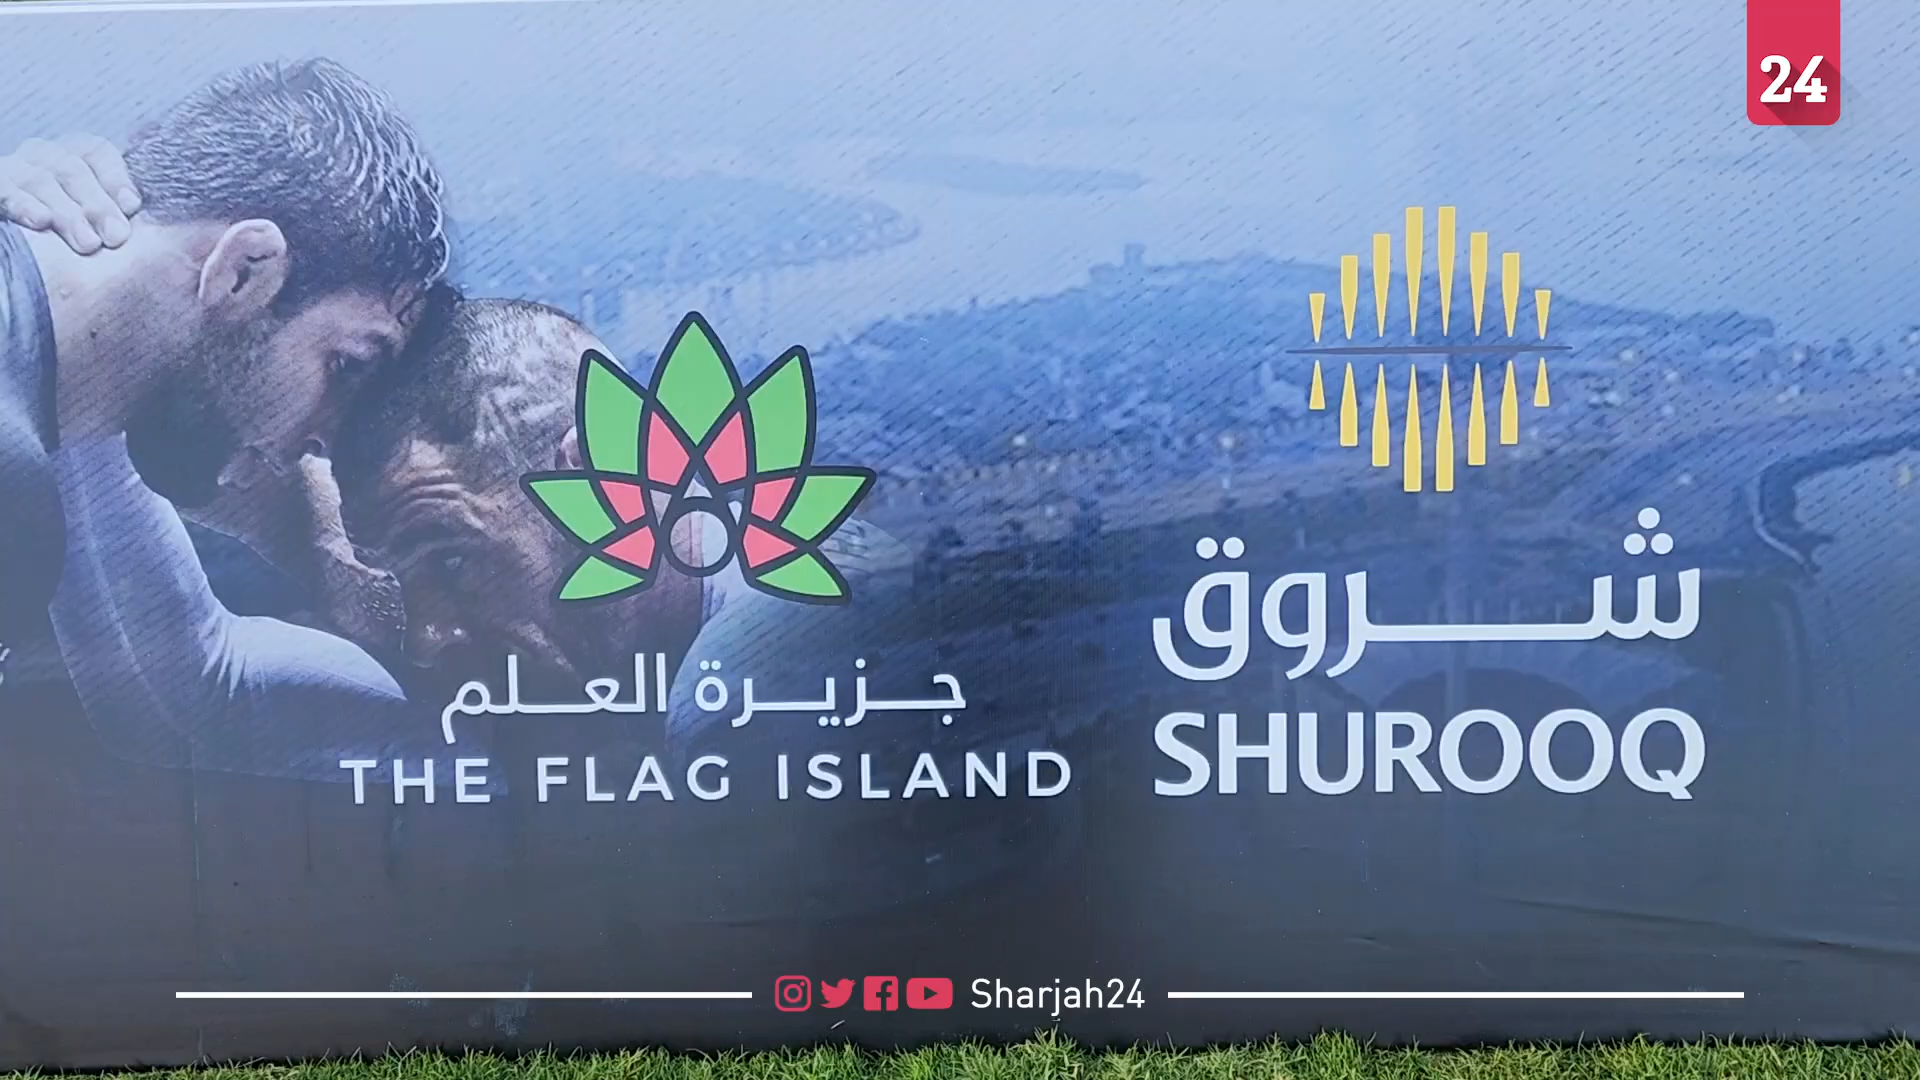 24
جزيرة العلم
THE FLAG ISLAND
شروق
SHUROOQ
Sharjah24